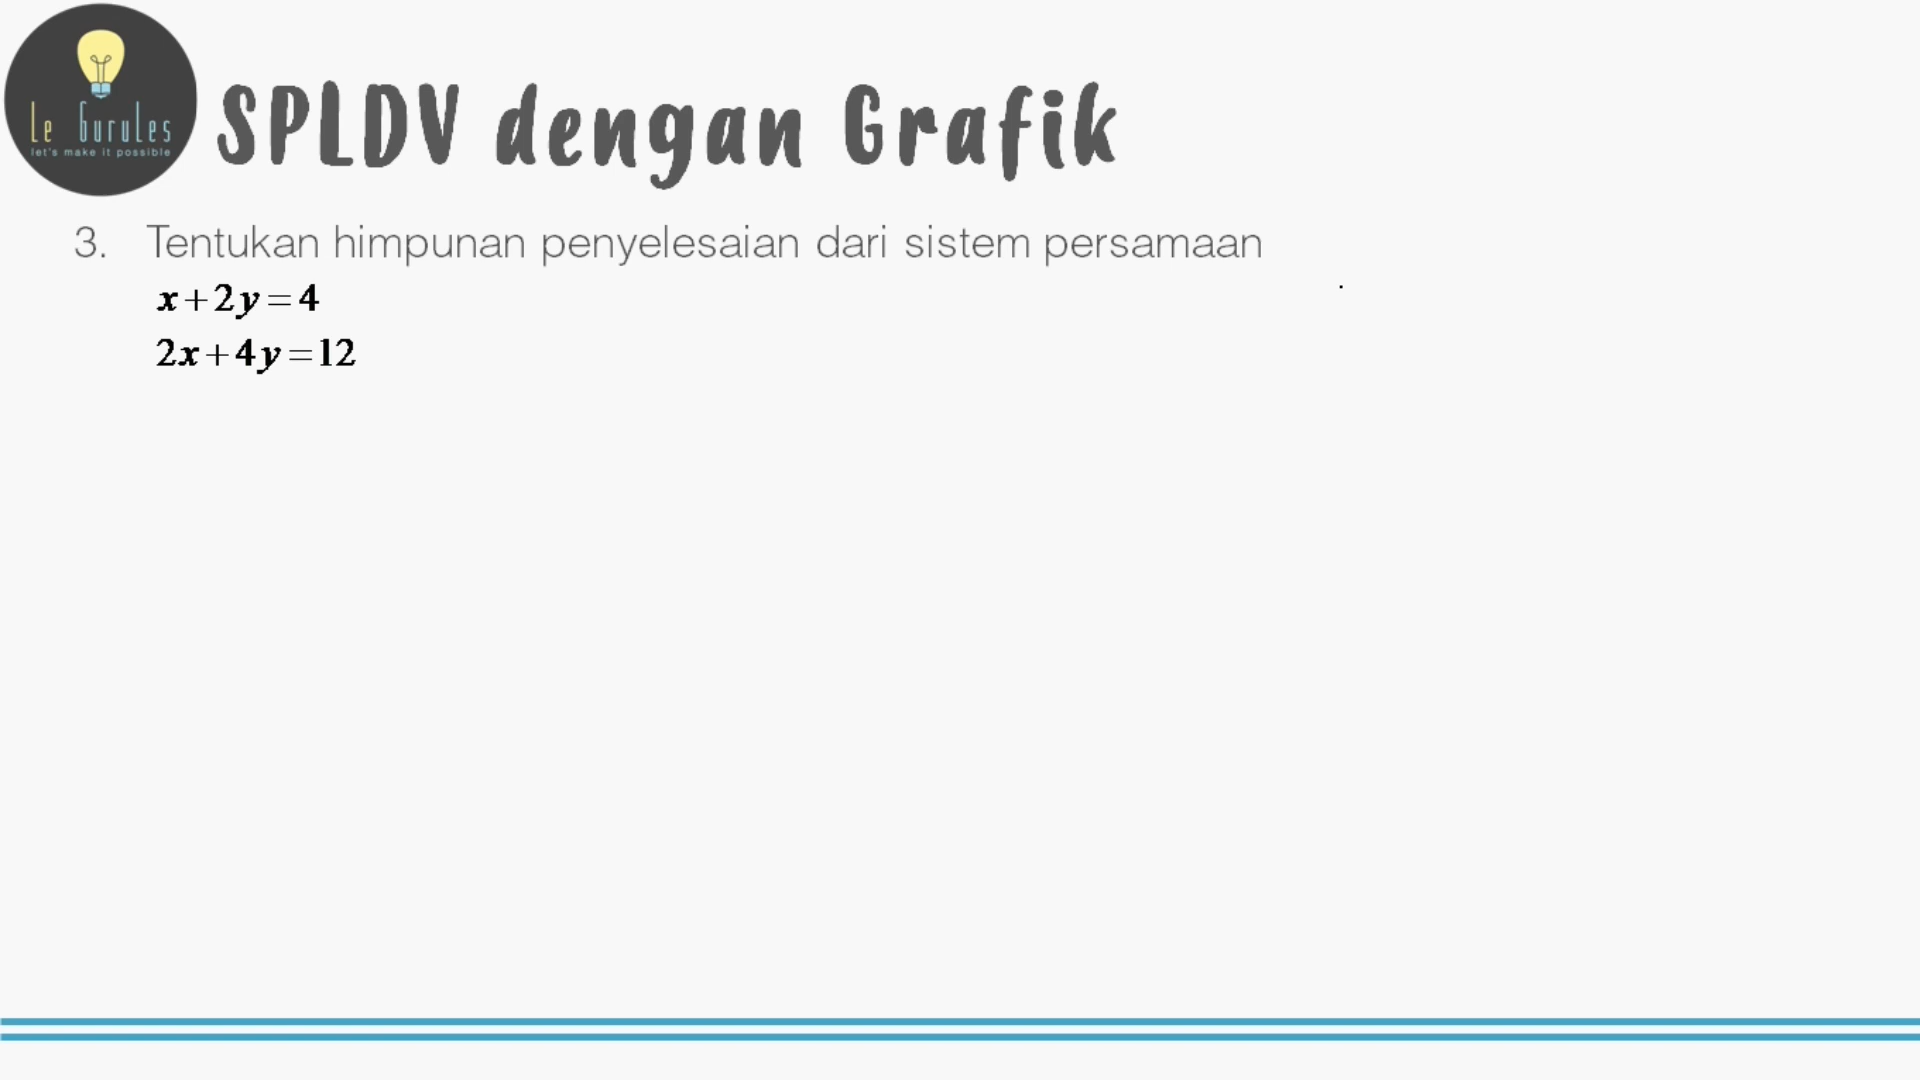 Le Gurules
let's make it possible
SPLDV dengan Grafik
3. Tentukan himpunan penyelesaian dari sistem persamaan
x+2y=4
2x+4y=12